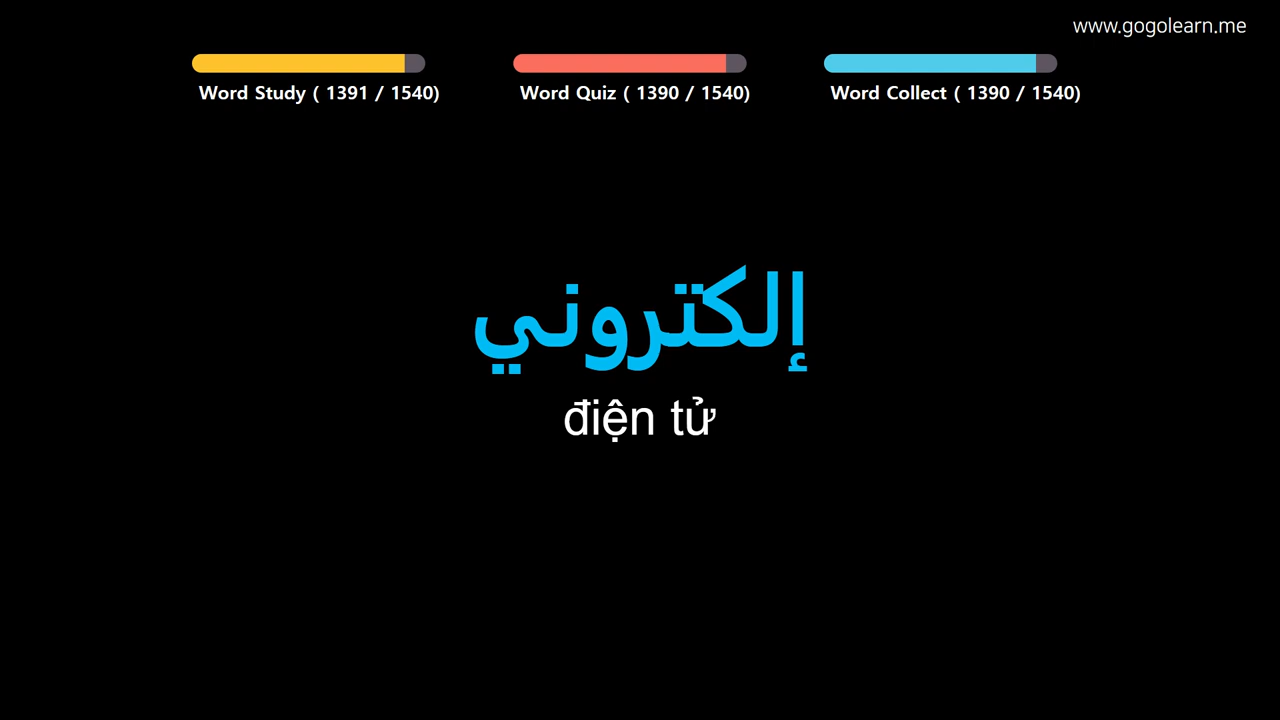 www.gogolearn.me
Word Study ( 1391 / 1540)
Word Quiz ( 1390 / 1540)
Word Collect ( 1390 / 1540)
إلكتروني
điện tử